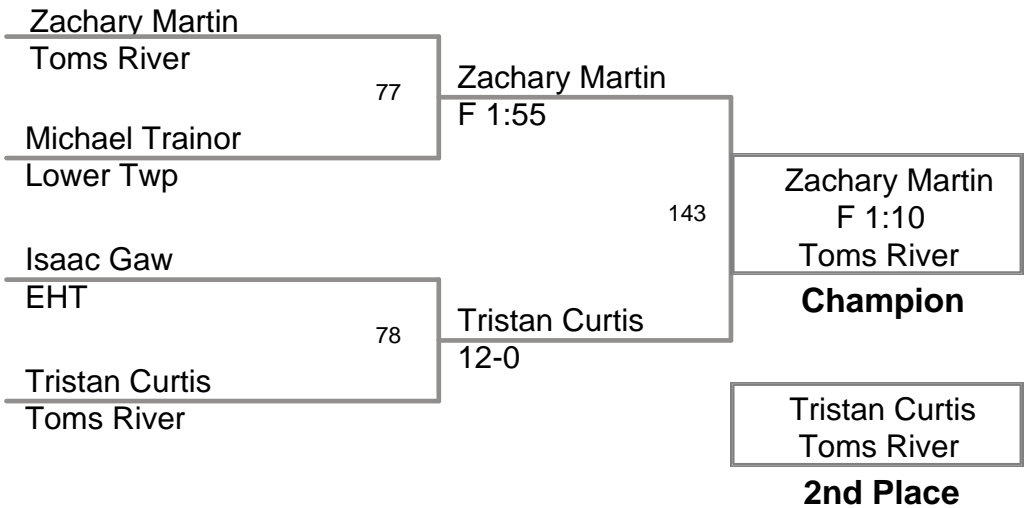 Zachary Martin
Toms River
77
Michael Trainor
Lower Twp
Zachary Martin
F 1:55
Isaac Gaw
EHT
78
Tristan Curtis
Toms River
Tristan Curtis
12-0
143
Zachary Martin
F 1:10
Toms River
Champion
Tristan Curtis
Toms River
2nd Place